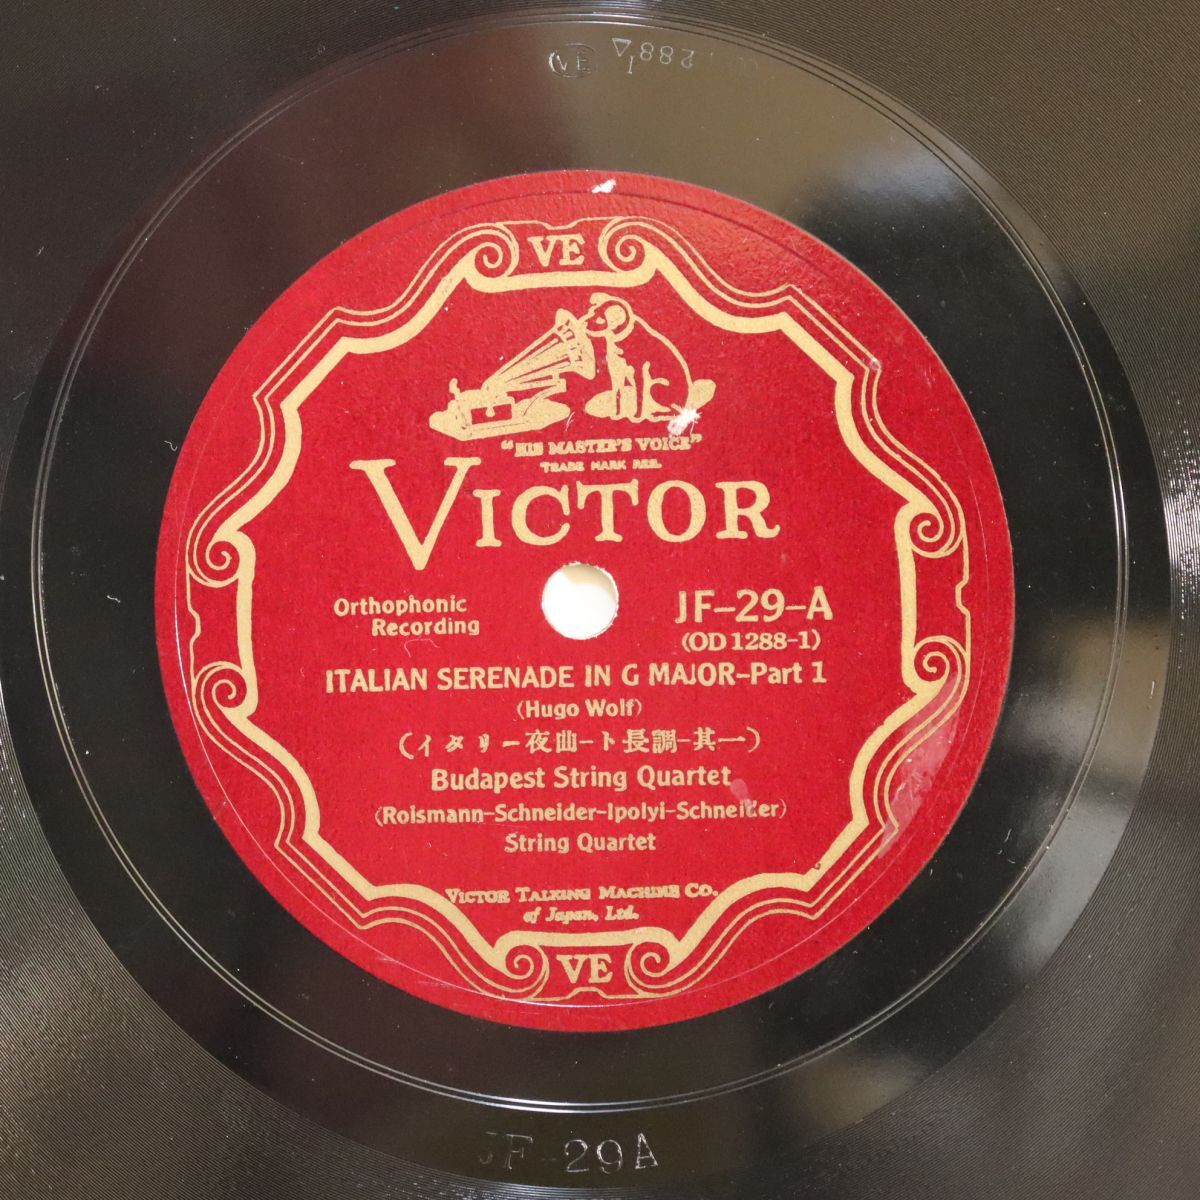 VE
VE
"HIS MASTER'S VOICE"
TRADE MARK REG.
VICTOR
Orthophonic
Recording
JF-29-A
(OD 1288-1)
ITALIAN SERENADE IN G MAJOR-Part 1
(Hugo Wolf)
(イタリー夜曲-ト長調-其一)
Budapest String Quartet
(Roismann-Schneider-Ipolyi-Schneider)
String Quartet
VICTOR TALKING MACHINE CO.
of Japan, Ltd.
VE
JF-29A